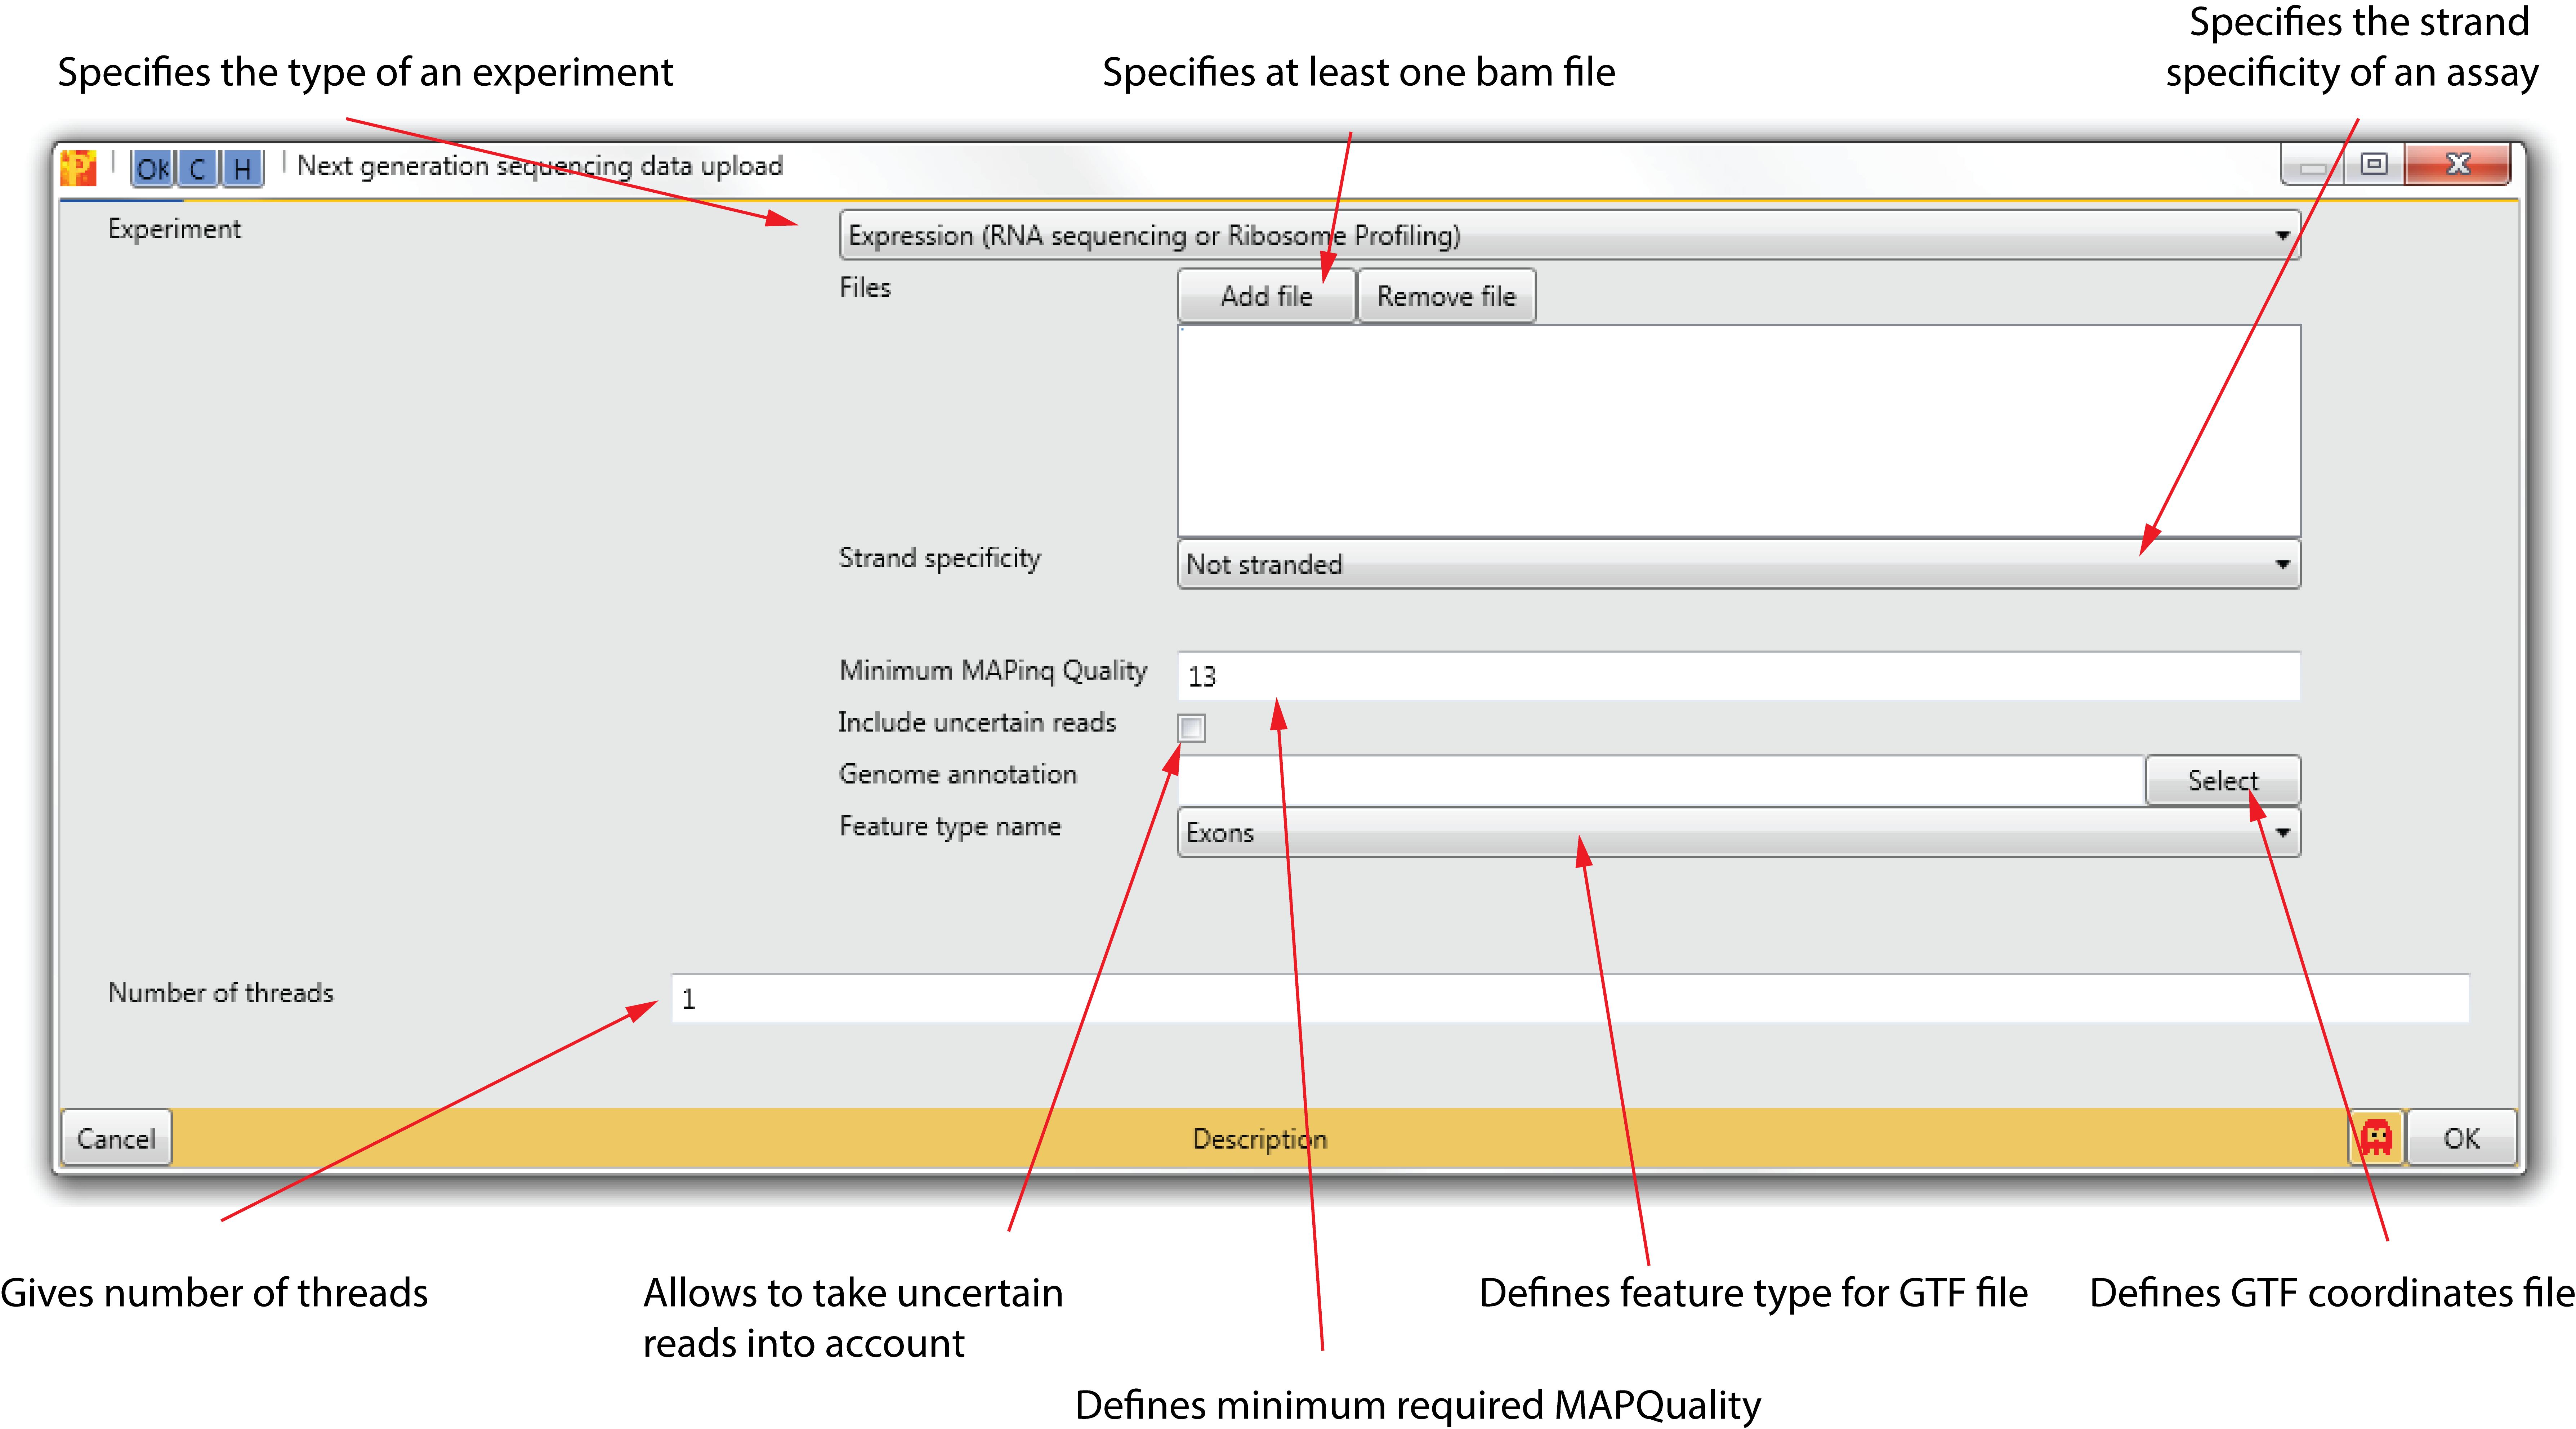 Specifies the strand
Specifies the type of an experiment
Specifies at least one bam file
specificity of an assay
P
OK C H Next generation sequencing data upload
Experiment
Expression (RNA sequencing or Ribosome Profiling)
Files
Add file
Remove file
Strand specificity
Not stranded
Minimum MAPinq Quality
13
Include uncertain reads
Genome annotation
Select
Feature type name
Exons
Number of threads
1
Cancel
Description
OK
Gives number of threads
Allows to take uncertain
reads into account
Defines feature type for GTF file
Defines GTF coordinates file
Defines minimum required MAPQuality